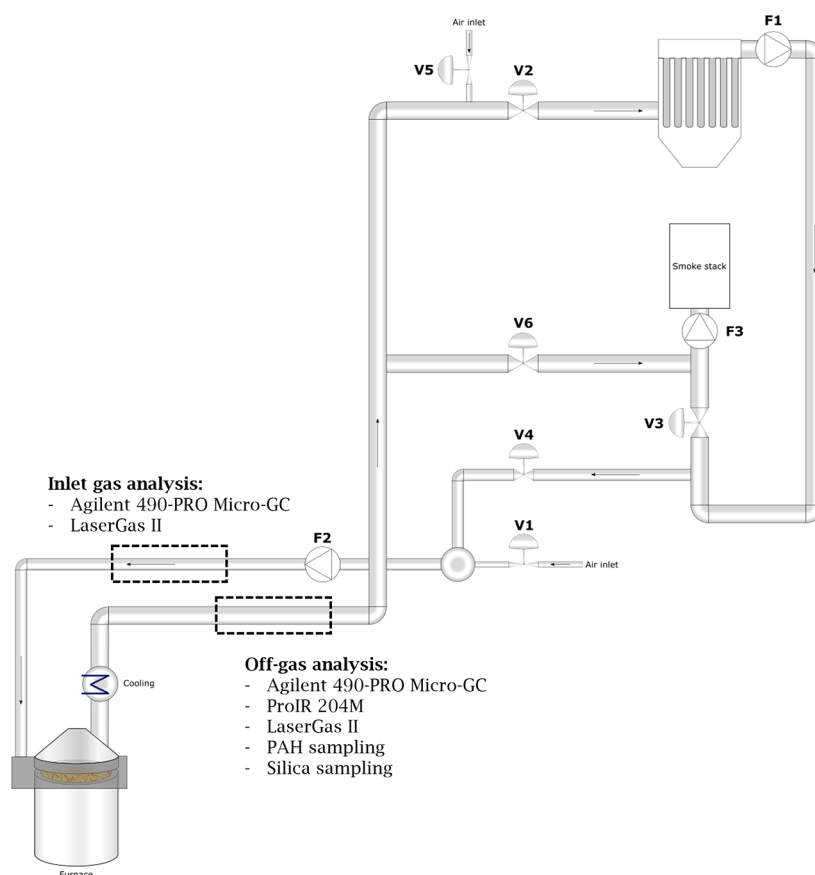 Air inlet
F1
V5
V2
Smoke stack
V6
F3
V3
V4
Inlet gas analysis:
- Agilent 490-PRO Micro-GC
- LaserGas II
F2
V1
Air inlet
Off-gas analysis:
- Agilent 490-PRO Micro-GC
- ProIR 204M
- LaserGas II
- PAH sampling
- Silica sampling
Cooling
Furnace